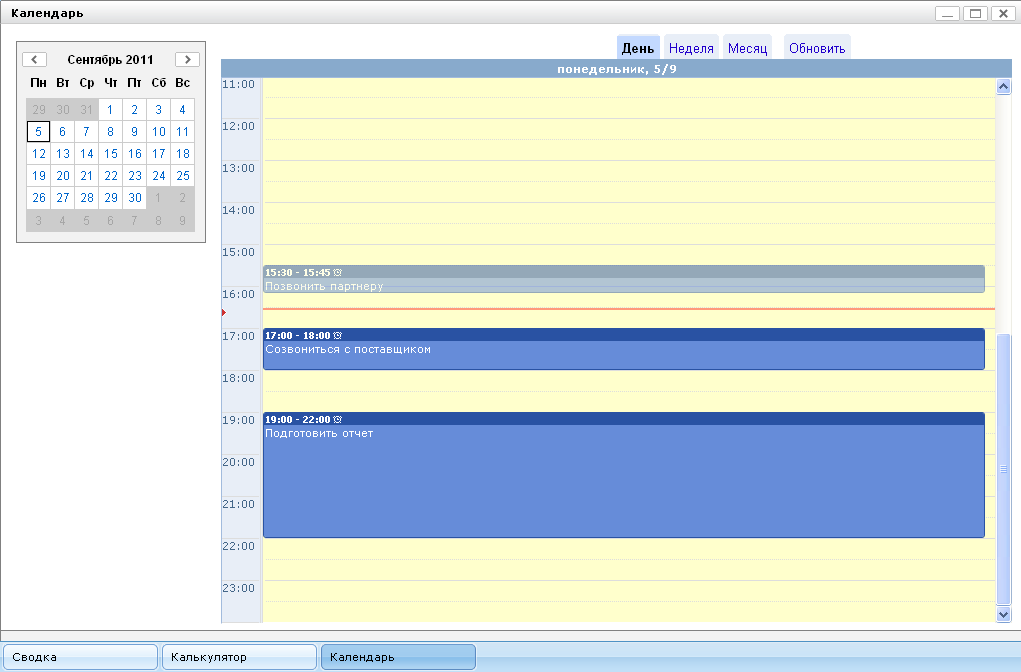 Календарь
Сентябрь 2011
Пн Вт Ср Чт Пт Сб Вс
29 30 31 1 2 3 4
5 6 7 8 9 10 11
12 13 14 15 16 17 18
19 20 21 22 23 24 25
26 27 28 29 30 1 2
3 4 5 6 7 8 9
День Неделя Месяц Обновить
понедельник, 5/9
11:00
12:00
13:00
14:00
15:00
15:30 - 15:45
Позвонить партнеру
16:00
17:00
17:00 - 18:00
Созвониться с поставщиком
18:00
19:00
19:00 - 22:00
Подготовить отчет
20:00
21:00
22:00
23:00
Сводка Калькулятор Календарь